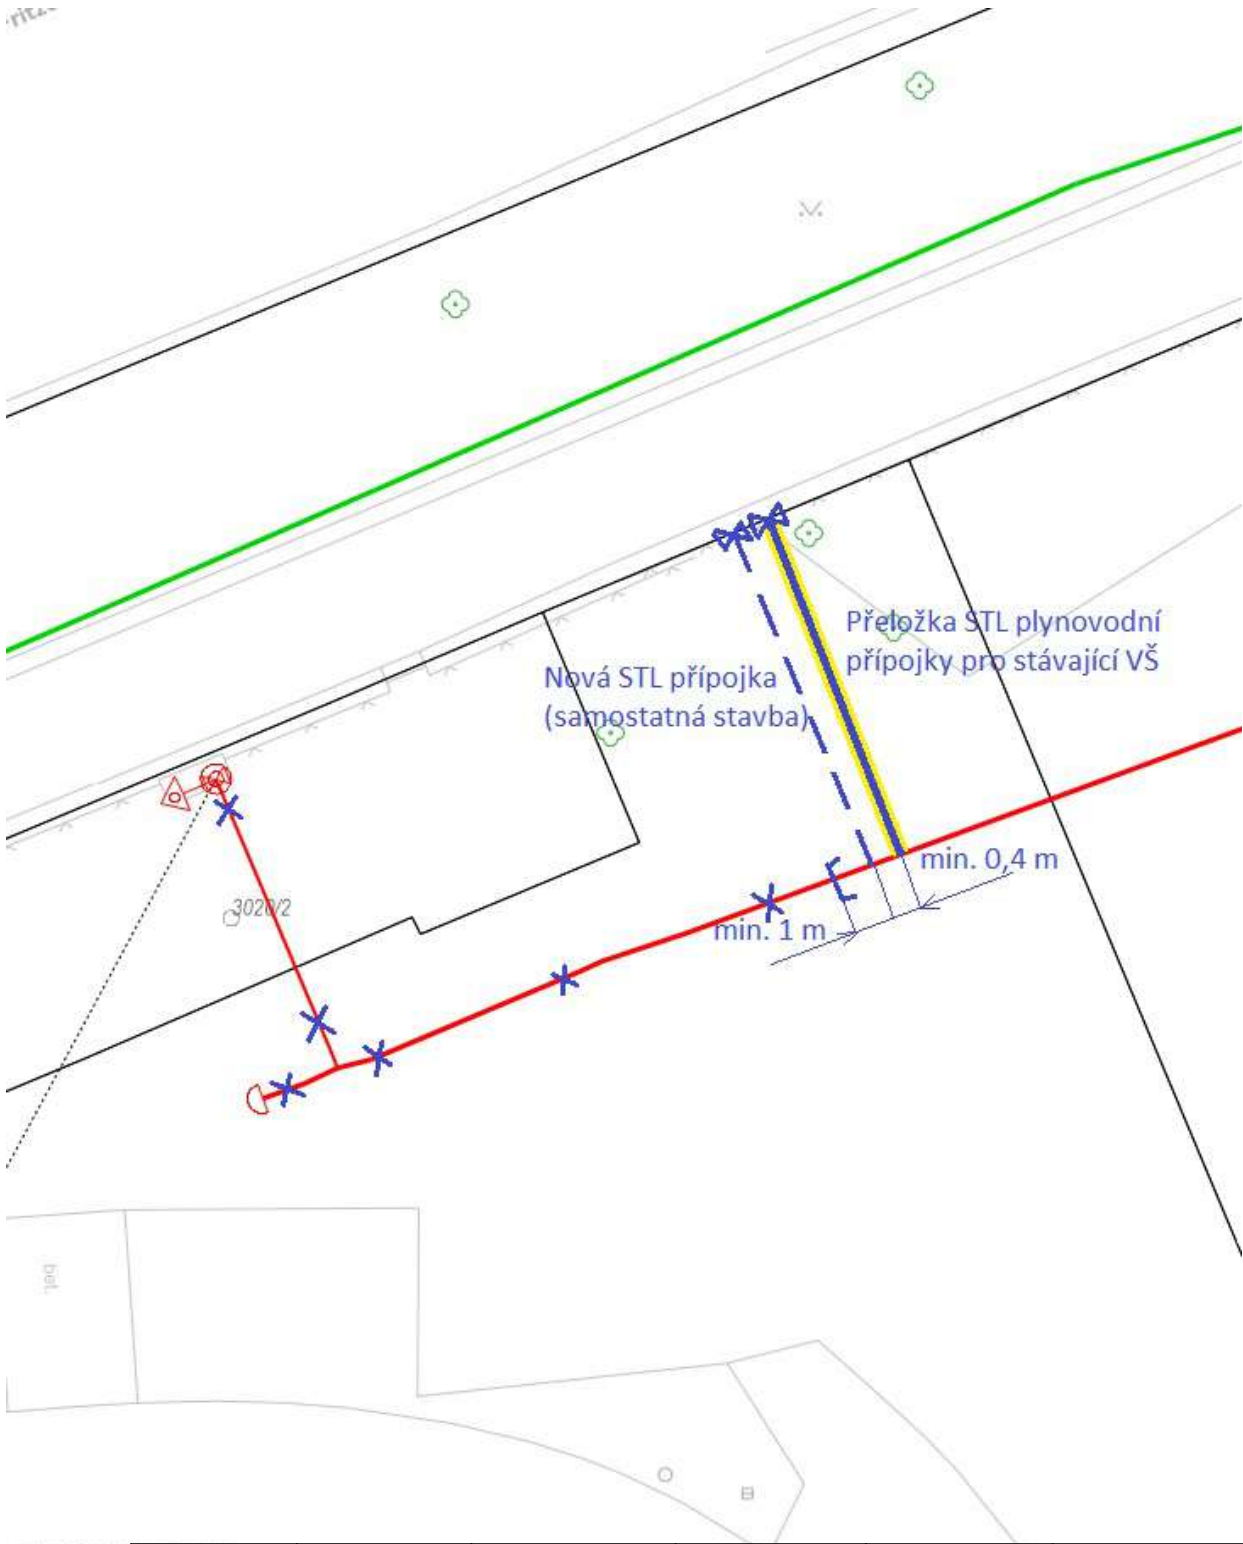 Přeložka STL plynovodní
přípojky pro stávající VŠ
Nová STL přípojka
(samostatná stavba)
min. 0,4 m
3020/2
min. 1 m
bet.